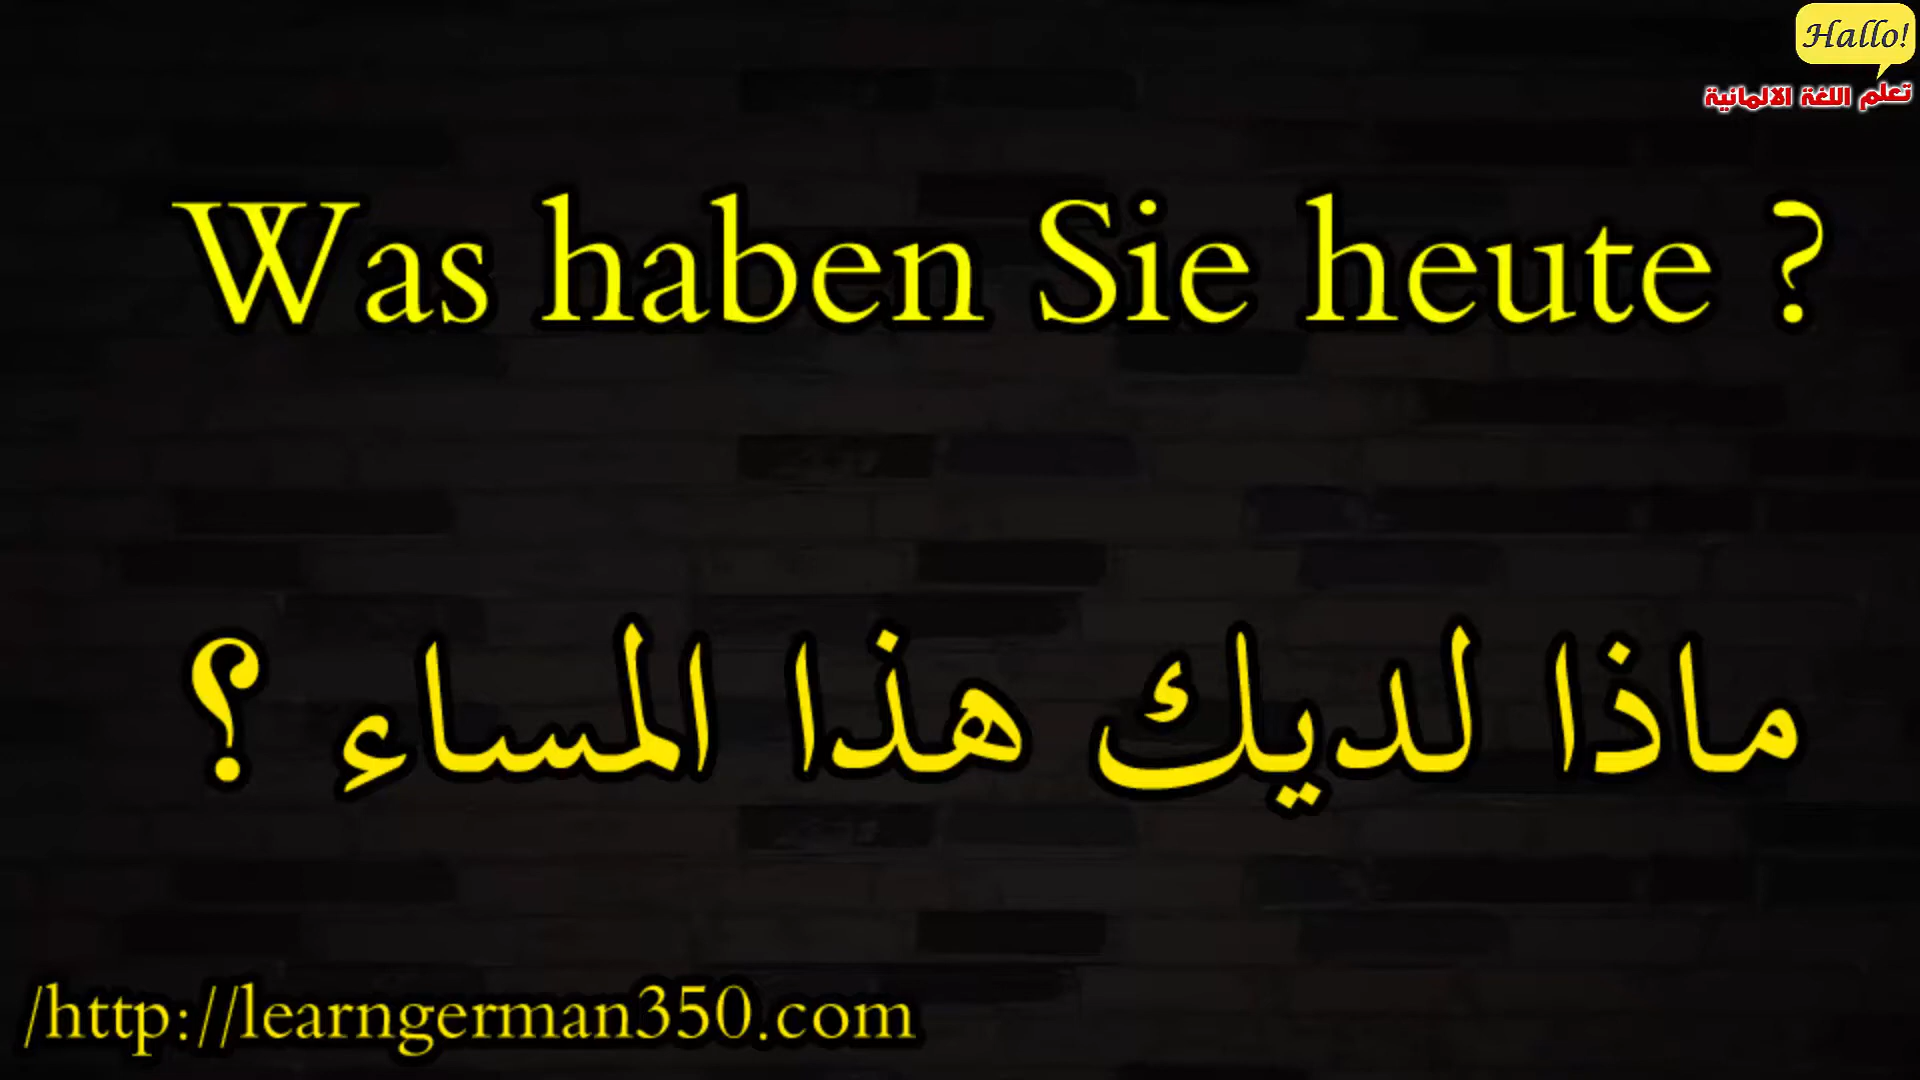 Hallo!
تعلم اللغة الالمانية
Was haben Sie heute ?
ماذا لديك هذا المساء ؟
/http://learngerman350.com